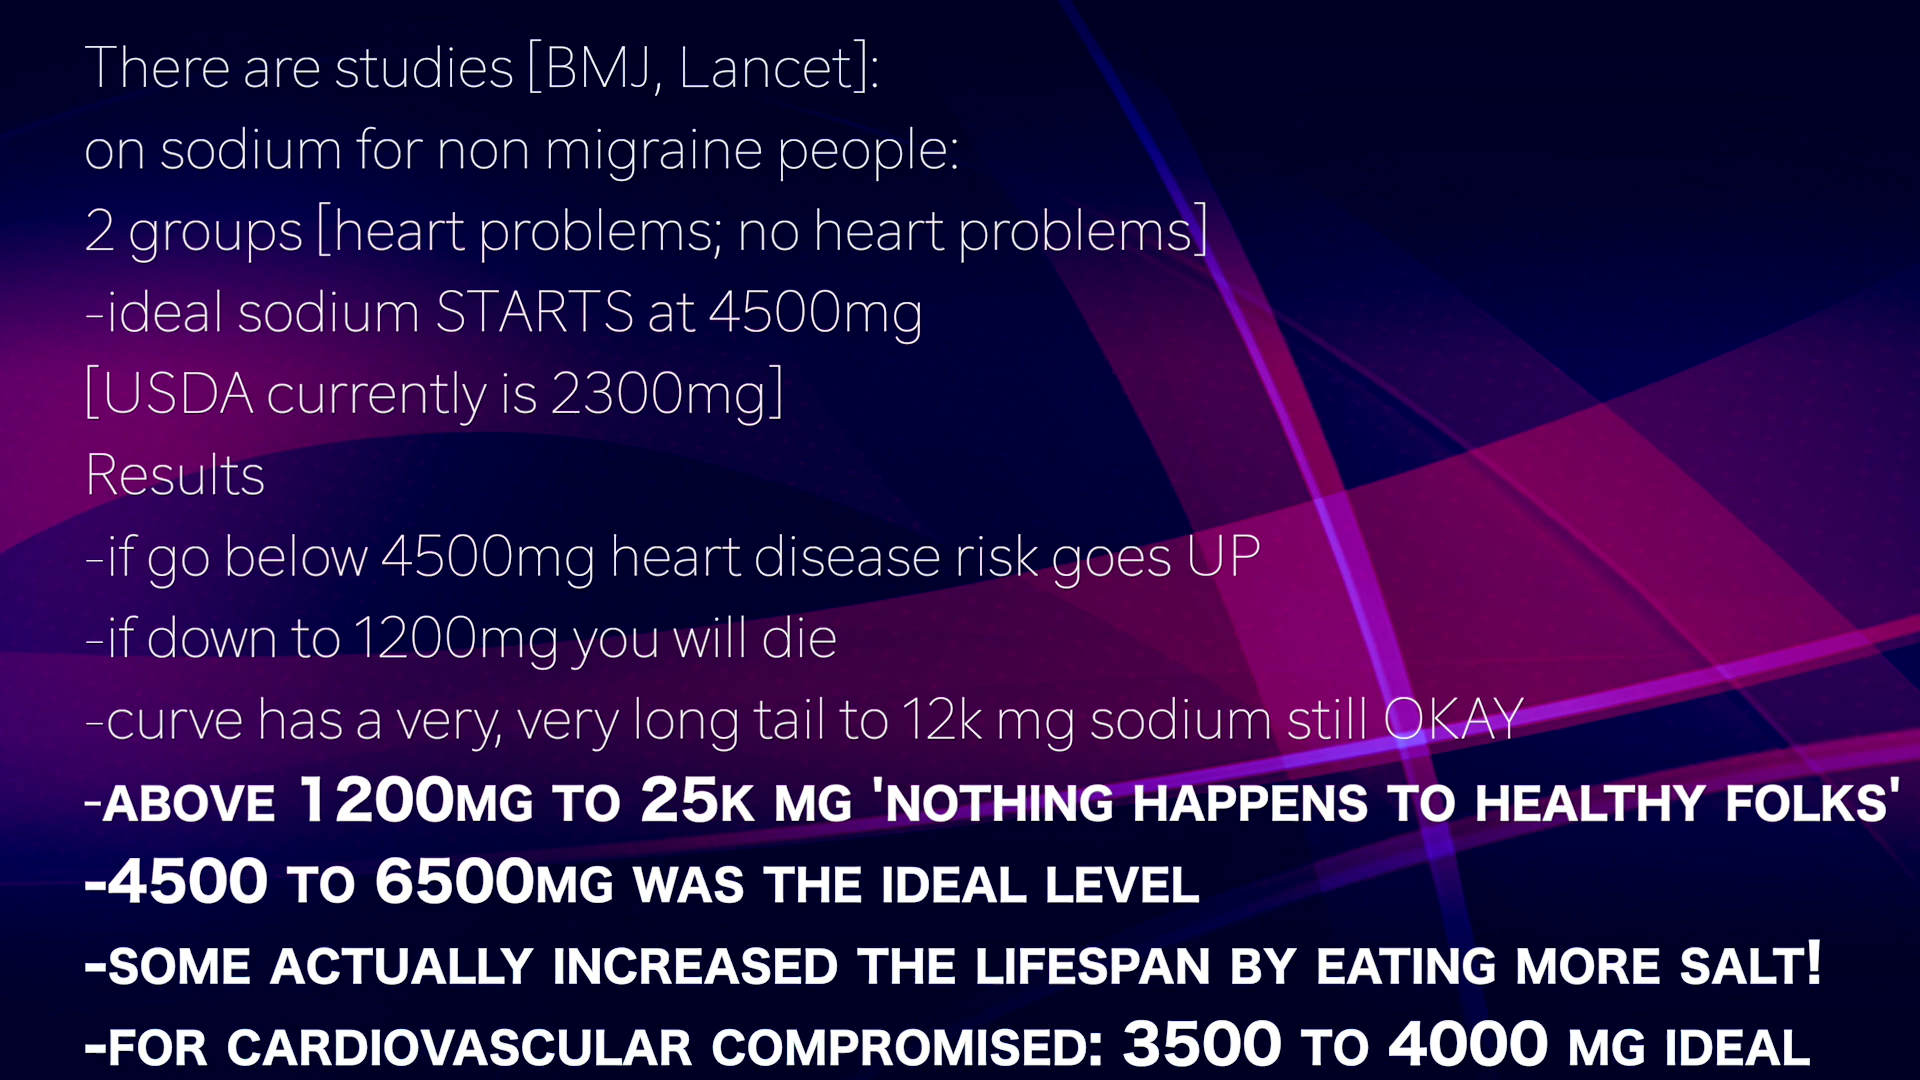 There are studies [BMJ, Lancet]:
on sodium for non migraine people:
2 groups [heart problems; no heart problems]
-ideal sodium STARTS at 4500mg
[USDA currently is 2300mg]
Results
-if go below 4500mg heart disease risk goes UP
-if down to 1200mg you will die
-curve has a very, very long tail to 12k mg sodium still OKAY
-ABOVE 1200MG TO 25K MG 'NOTHING HAPPENS TO HEALTHY FOLKS'
-4500 TO 6500MG WAS THE IDEAL LEVEL
-SOME ACTUALLY INCREASED THE LIFESPAN BY EATING MORE SALT!
-FOR CARDIOVASCULAR COMPROMISED: 3500 TO 4000 MG IDEAL